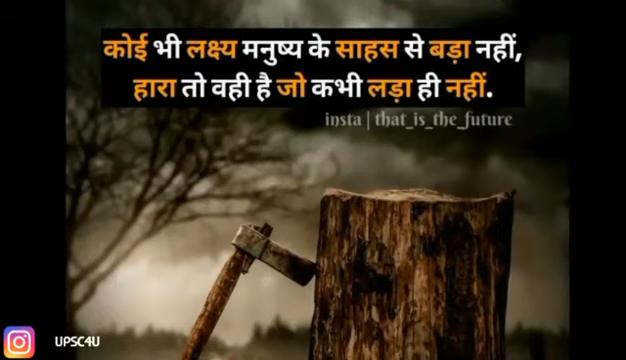 कोई भी लक्ष्य मनुष्य के साहस से बड़ा नहीं,
हारा तो वही है जो कभी लड़ा ही नहीं.
insta | that_is_the_future
UPSC4U